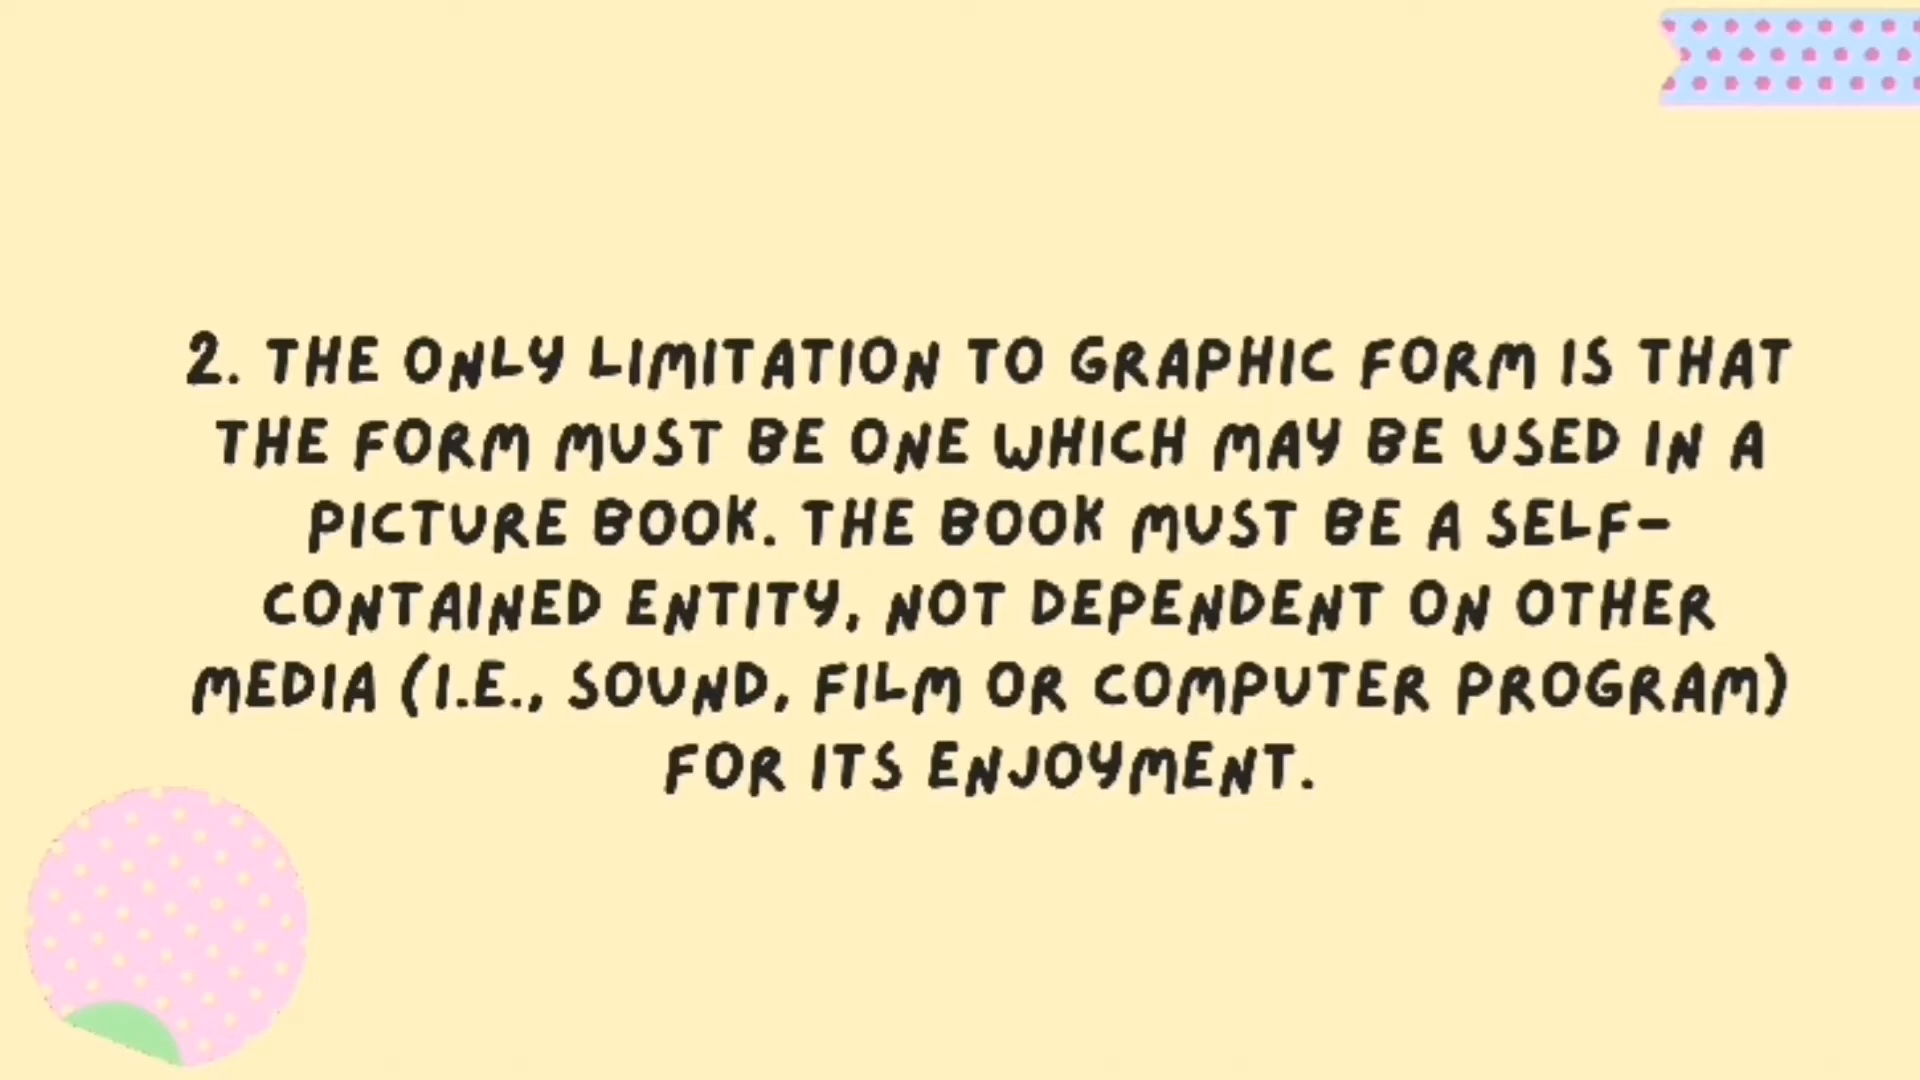 2. THE ONLY LIMITATION TO GRAPHIC FORM IS THAT
THE FORM MUST BE ONE WHICH MAY BE USED IN A
PICTURE BOOK. THE BOOK MUST BE A SELF-
CONTAINED ENTITY, NOT DEPENDENT ON OTHER
MEDIA (I.E., SOUND, FILM OR COMPUTER PROGRAM)
FOR ITS ENJOYMENT.